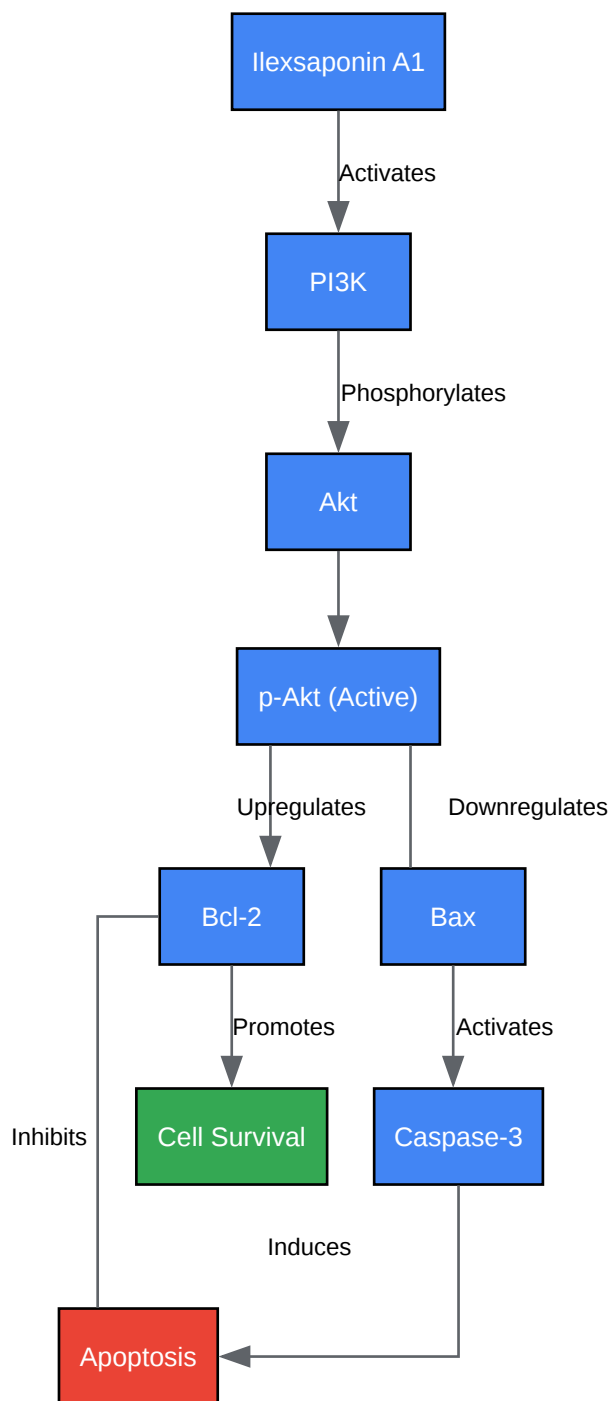 Ilexsaponin A1
Activates
PI3K
Phosphorylates
Akt
p-Akt (Active)
Upregulates
Downregulates
Bcl-2
Bax
Promotes
Activates
Inhibits
Cell Survival
Caspase-3
Induces
Apoptosis